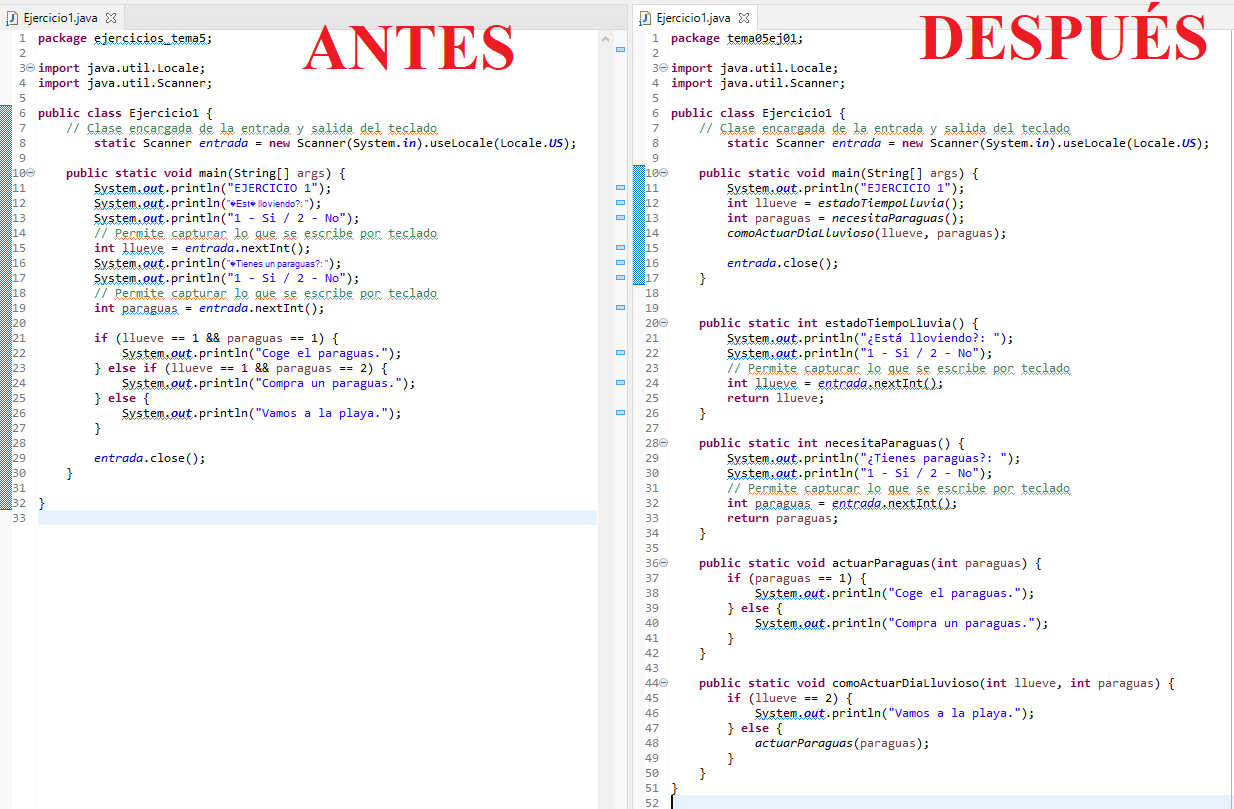 Ejercicio1.java
ANTES
1 package ejercicios_tema5;
2
3 import java.util.Locale;
4 import java.util.Scanner;
5
6 public class Ejercicio1 {
7     // Clase encargada de la entrada y salida del teclado
8         static Scanner entrada = new Scanner(System.in).useLocale(Locale.US);
9
10     public static void main(String[] args) {
11         System.out.println("EJERCICIO 1");
12         System.out.println("�Est� lloviendo?: ");
13         System.out.println("1 - Si / 2 - No");
14         // Permite capturar lo que se escribe por teclado
15         int llueve = entrada.nextInt();
16         System.out.println("�Tienes un paraguas?: ");
17         System.out.println("1 - Si / 2 - No");
18         // Permite capturar lo que se escribe por teclado
19         int paraguas = entrada.nextInt();
20
21         if (llueve == 1 && paraguas == 1) {
22             System.out.println("Coge el paraguas.");
23         } else if (llueve == 1 && paraguas == 2) {
24             System.out.println("Compra un paraguas.");
25         } else {
26             System.out.println("Vamos a la playa.");
27         }
28
29         entrada.close();
30     }
31
32 }
33
Ejercicio1.java
DESPUÉS
1 package tema05ej01;
2
3 import java.util.Locale;
4 import java.util.Scanner;
5
6 public class Ejercicio1 {
7     // Clase encargada de la entrada y salida del teclado
8         static Scanner entrada = new Scanner(System.in).useLocale(Locale.US);
9
10     public static void main(String[] args) {
11         System.out.println("EJERCICIO 1");
12         int llueve = estadoTiempoLluvia();
13         int paraguas = necesitaParaguas();
14         comoActuarDiaLluvioso(llueve, paraguas);
15
16         entrada.close();
17     }
18
19
20     public static int estadoTiempoLluvia() {
21         System.out.println("¿Está lloviendo?: ");
22         System.out.println("1 - Si / 2 - No");
23         // Permite capturar lo que se escribe por teclado
24         int llueve = entrada.nextInt();
25         return llueve;
26     }
27
28     public static int necesitaParaguas() {
29         System.out.println("¿Tienes paraguas?: ");
30         System.out.println("1 - Si / 2 - No");
31         // Permite capturar lo que se escribe por teclado
32         int paraguas = entrada.nextInt();
33         return paraguas;
34     }
35
36     public static void actuarParaguas(int paraguas) {
37         if (paraguas == 1) {
38             System.out.println("Coge el paraguas.");
39         } else {
40             System.out.println("Compra un paraguas.");
41         }
42     }
43
44     public static void comoActuarDiaLluvioso(int llueve, int paraguas) {
45         if (llueve == 2) {
46             System.out.println("Vamos a la playa.");
47         } else {
48             actuarParaguas(paraguas);
49         }
50     }
51 }
52